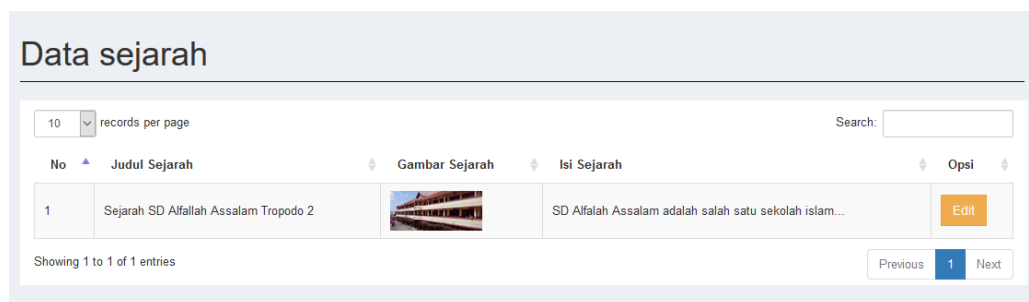 Data sejarah
10 records per page Search:
No Judul Sejarah Gambar Sejarah Isi Sejarah Opsi
1 Sejarah SD Alfallah Assalam Tropodo 2 SD Alfalah Assalam adalah salah satu sekolah islam... Edit
Showing 1 to 1 of 1 entries Previous 1 Next